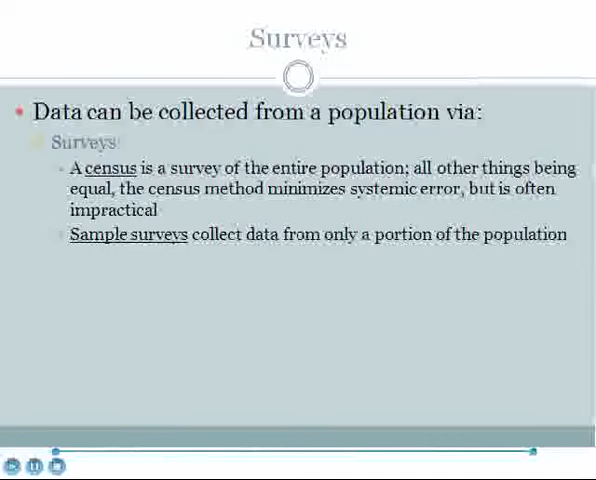 Surveys
Data can be collected from a population via:
Surveys:
A census is a survey of the entire population; all other things being
equal, the census method minimizes systemic error, but is often
impractical
Sample surveys collect data from only a portion of the population